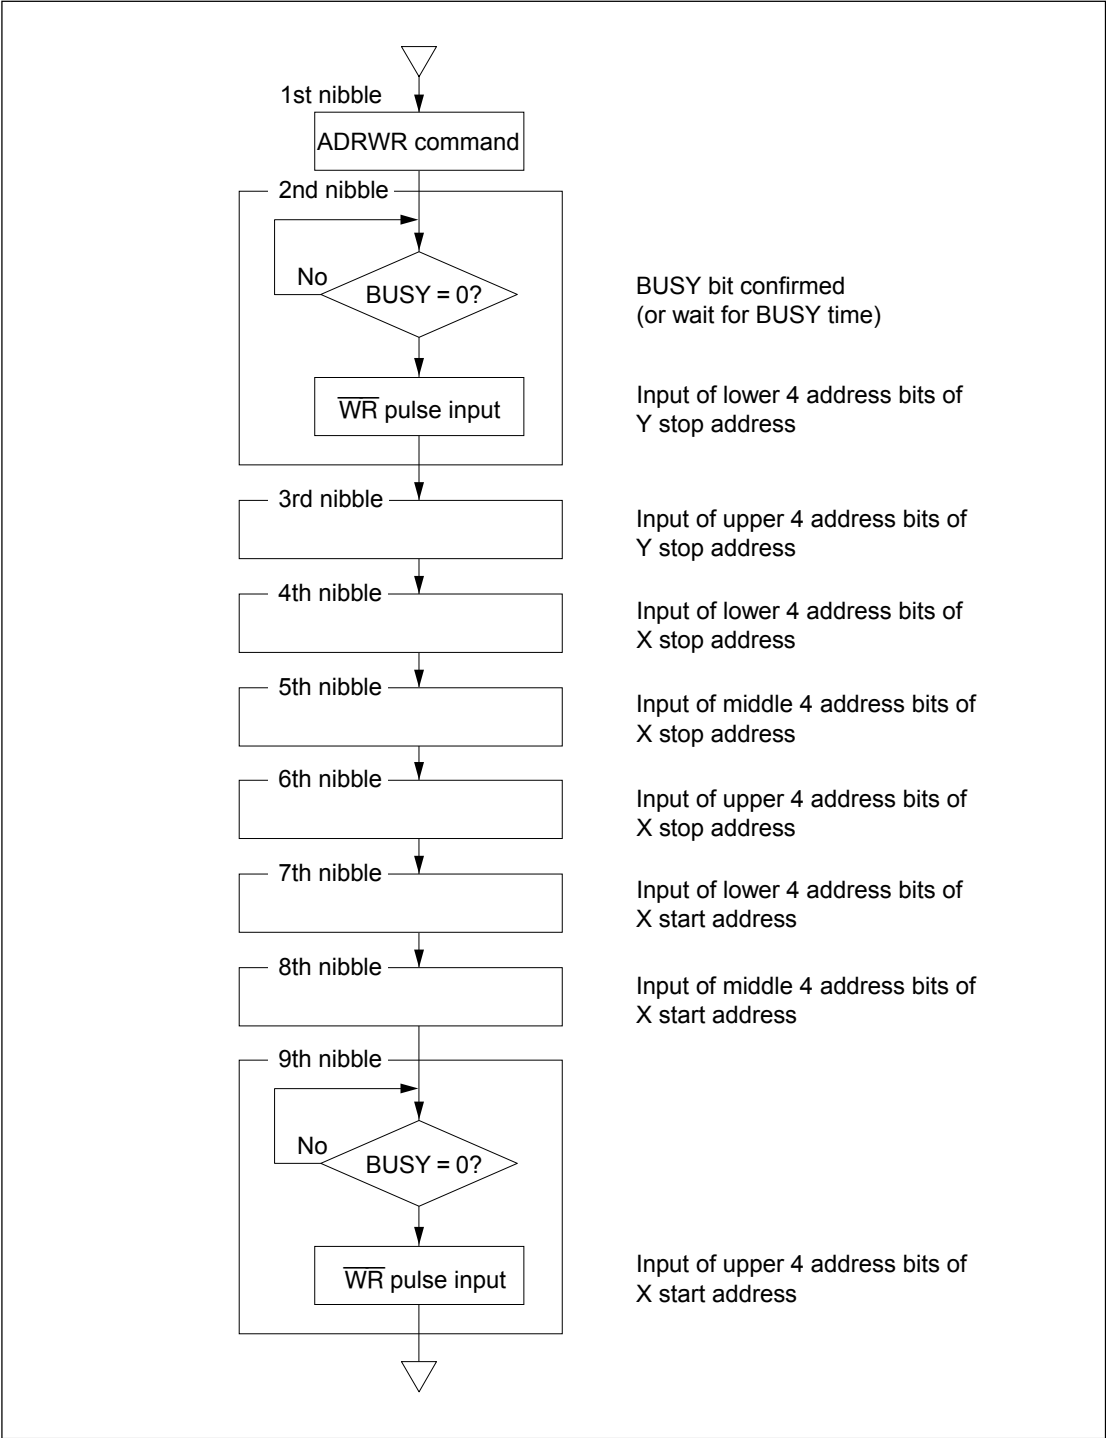 1st nibble
ADRWR command
2nd nibble
No
BUSY = 0?
BUSY bit confirmed
(or wait for BUSY time)
W̅R̅ pulse input
Input of lower 4 address bits of
Y stop address
3rd nibble
Input of upper 4 address bits of
Y stop address
4th nibble
Input of lower 4 address bits of
X stop address
5th nibble
Input of middle 4 address bits of
X stop address
6th nibble
Input of upper 4 address bits of
X stop address
7th nibble
Input of lower 4 address bits of
X start address
8th nibble
Input of middle 4 address bits of
X start address
9th nibble
No
BUSY = 0?
W̅R̅ pulse input
Input of upper 4 address bits of
X start address